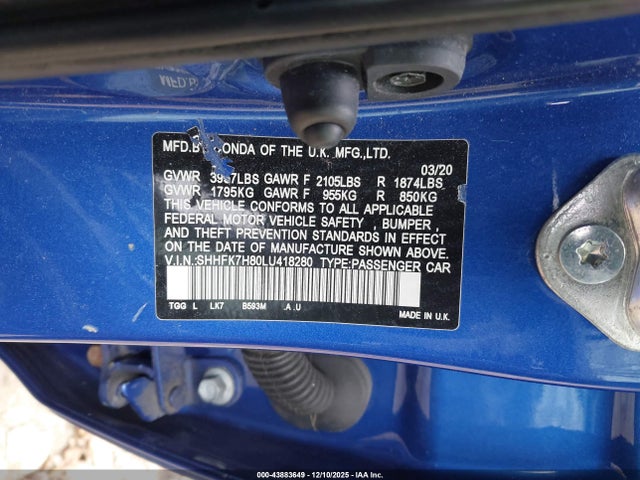 MFD. HONDA OF THE U.K. MFG.,LTD.
03/20
GVWR LBS GAWR F 2105LBS R 1874LBS
GVWR 1795KG GAWR F 955KG R 850KG
THIS VEHICLE CONFORMS TO ALL APPLICABLE
FEDERAL MOTOR VEHICLE SAFETY , BUMPER ,
AND THEFT PREVENTION STANDARDS IN EFFECT
ON THE DATE OF MANUFACTURE SHOWN ABOVE.
V.I.N.:SHHFK7H80LU418280 TYPE:PASSENGER CAR
TGG L LK7 B593M .A .U
MADE IN U.K.
000-43883649 - 12/10/2025 - IAA Inc.